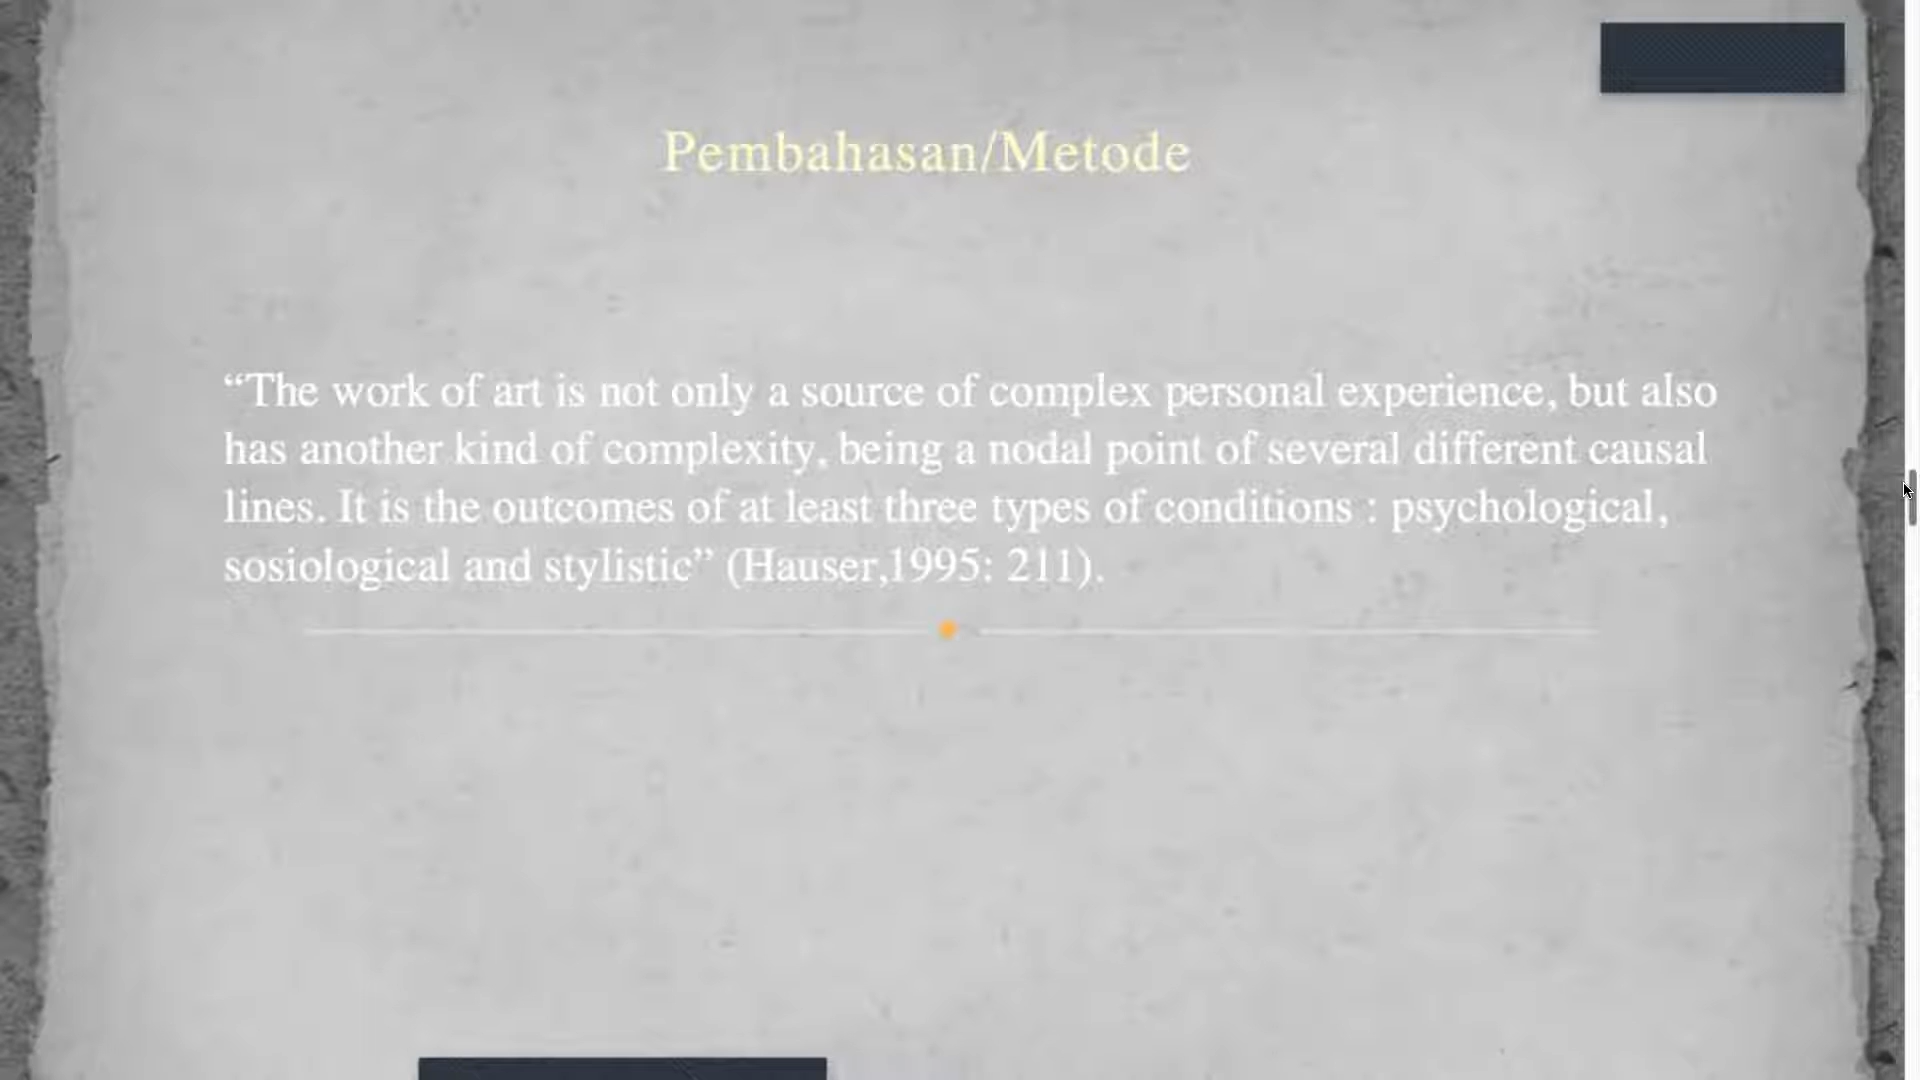 Pembahasan/Metode
“The work of art is not only a source of complex personal experience, but also
has another kind of complexity, being a nodal point of several different causal
lines. It is the outcomes of at least three types of conditions : psychological,
sosiological and stylistic” (Hauser,1995: 211).